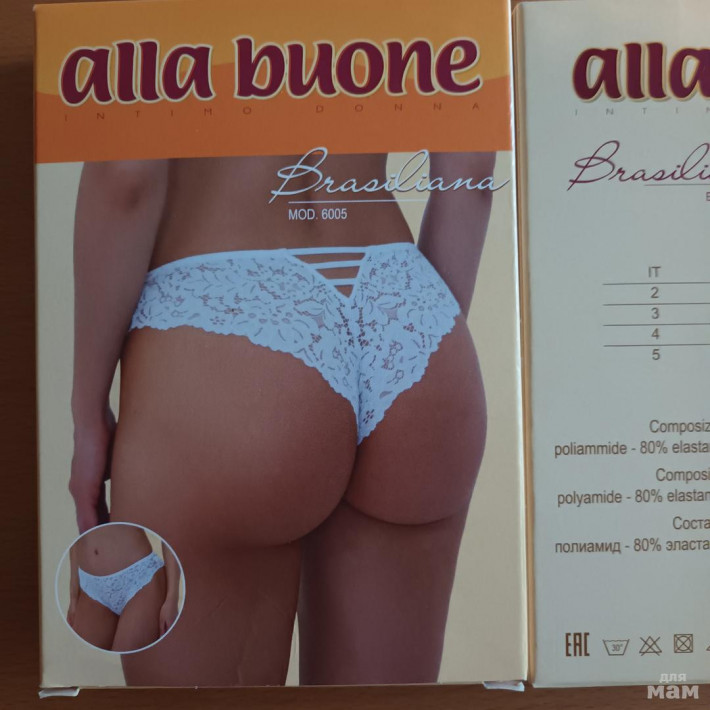 alla buone
INTIMO DONNA
Brasiliana
MOD. 6005
alla
INTIM
Brasili
IT
2
3
4
5
Composiz
poliammide - 80% elasta
Composi
polyamide - 80% elastan
Соста
полиамид - 80% эласта
EAC 30°
для
мам